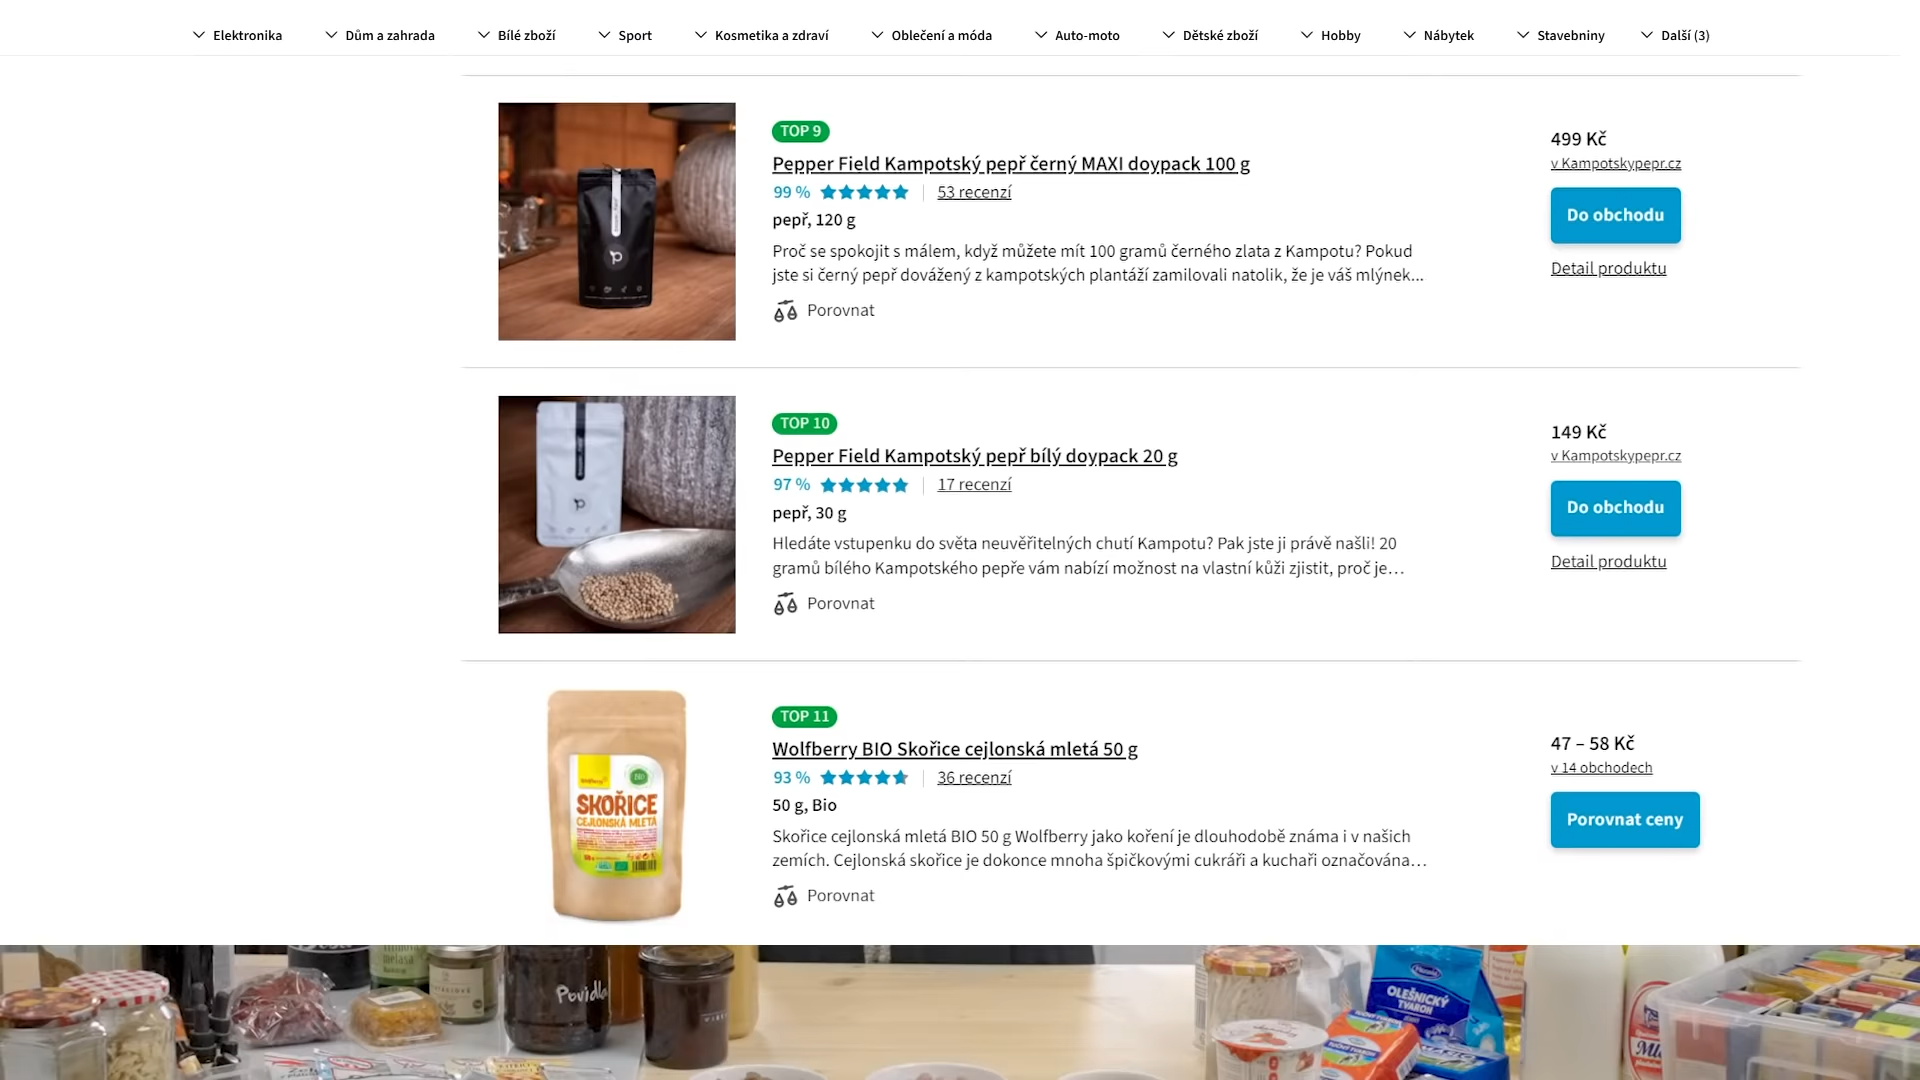 Elektronika
Dům a zahrada
Bílé zboží
Sport
Kosmetika a zdraví
Oblečení a móda
Auto-moto
Dětské zboží
Hobby
Nábytek
Stavebniny
Další (3)
TOP 9
Pepper Field Kampotský pepř černý MAXI doypack 100 g
99 %
53 recenzí
pepř, 120 g
Proč se spokojit s málem, když můžete mít 100 gramů černého zlata z Kampotu? Pokud
jste si černý pepř dovážený z kampotských plantáží zamilovali natolik, že je váš mlýnek...
Porovnat
499 Kč
v Kampotskypepr.cz
Do obchodu
Detail produktu
TOP 10
Pepper Field Kampotský pepř bílý doypack 20 g
97 %
17 recenzí
pepř, 30 g
Hledáte vstupenku do světa neuvěřitelných chutí Kampotu? Pak jste ji právě našli! 20
gramů bílého Kampotského pepře vám nabízí možnost na vlastní kůži zjistit, proč je…
Porovnat
149 Kč
v Kampotskypepr.cz
Do obchodu
Detail produktu
SKOŘICE
CEJLONSKÁ MLETÁ
TOP 11
Wolfberry BIO Skořice cejlonská mletá 50 g
93 %
36 recenzí
50 g, Bio
Skořice cejlonská mletá BIO 50 g Wolfberry jako koření je dlouhodobě známa i v našich
zemích. Cejlonská skořice je dokonce mnoha špičkovými cukráři a kuchaři označována…
Porovnat
47 – 58 Kč
v 14 obchodech
Porovnat ceny
melasa
Povidla
OLEŠNICKÝ
TVAROH